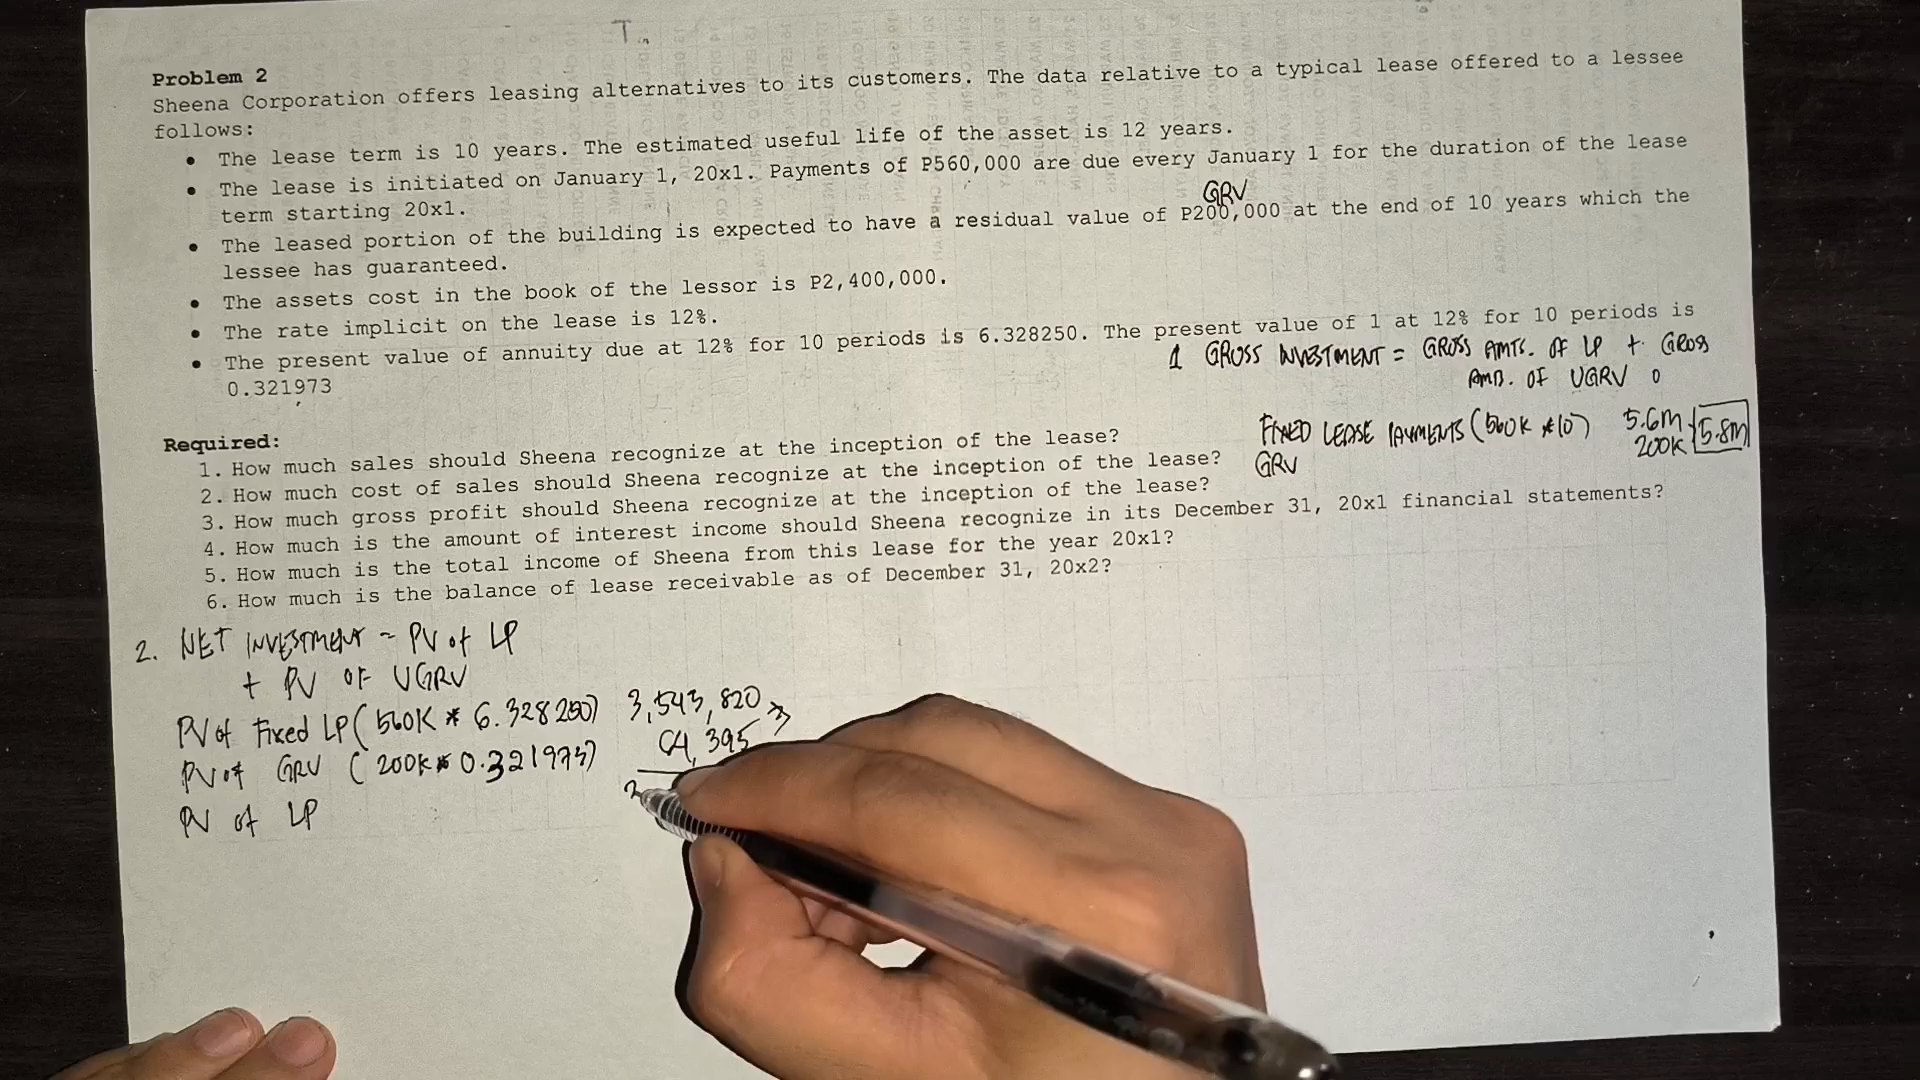 T
Problem 2
Sheena Corporation offers leasing alternatives to its customers. The data relative to a typical lease offered to a lessee
follows:
• The lease term is 10 years. The estimated useful life of the asset is 12 years.
• The lease is initiated on January 1, 20x1. Payments of P560,000 are due every January 1 for the duration of the lease
term starting 20x1.
GRV
• The leased portion of the building is expected to have a residual value of P200,000 at the end of 10 years which the
lessee has guaranteed.
• The assets cost in the book of the lessor is P2,400,000.
• The rate implicit on the lease is 12%.
• The present value of annuity due at 12% for 10 periods is 6.328250. The present value of 1 at 12% for 10 periods is
0.321973
1 GROSS INVESTMENT = GROSS AMTS. OF LP + GROSS
AMT. OF UGRV 0
FIXED LEASE PAYMENTS (560K * 10) 5.6M
GRV 200K 5.8M
Required:
1. How much sales should Sheena recognize at the inception of the lease?
2. How much cost of sales should Sheena recognize at the inception of the lease?
3. How much gross profit should Sheena recognize at the inception of the lease?
4. How much is the amount of interest income should Sheena recognize in its December 31, 20x1 financial statements?
5. How much is the total income of Sheena from this lease for the year 20x1?
6. How much is the balance of lease receivable as of December 31, 20x2?
2. NET INVESTMENT - PV of LP
+ PV OF UGRV
PV of Fixed LP (560K * 6.328250) 3,543,820
PV of GRV (200K * 0.321973) 64,395
PV of LP